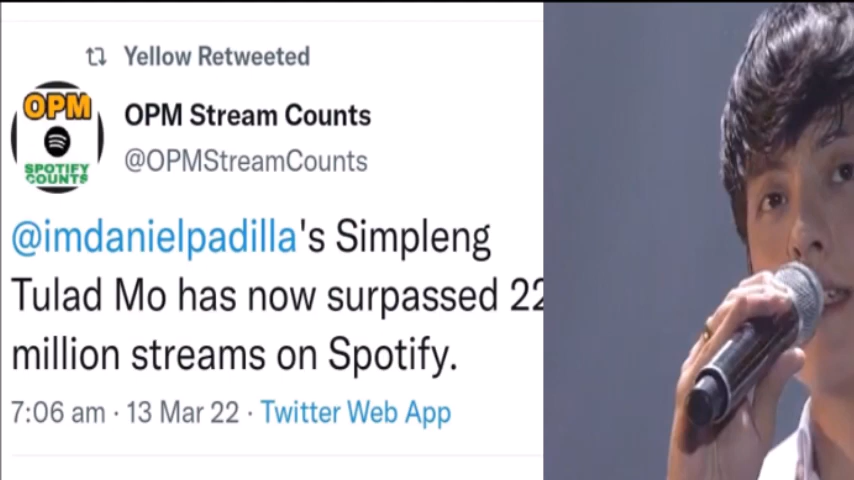 Yellow Retweeted
OPM
SPOTIFY
COUNTS
OPM Stream Counts
@OPMStreamCounts
@imdanielpadilla's Simpleng
Tulad Mo has now surpassed 22
million streams on Spotify.
7:06 am · 13 Mar 22 · Twitter Web App